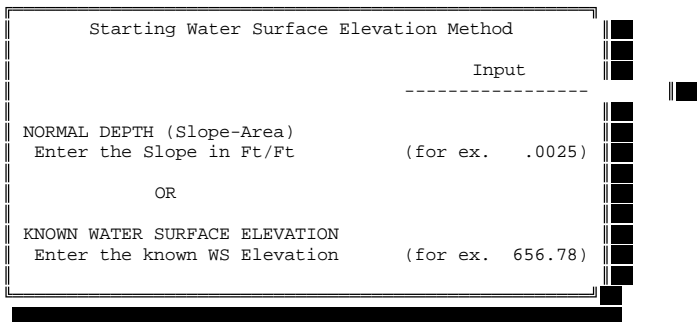 Starting Water Surface Elevation Method
Input
-----------------
NORMAL DEPTH (Slope-Area)
Enter the Slope in Ft/Ft (for ex. .0025)
OR
KNOWN WATER SURFACE ELEVATION
Enter the known WS Elevation (for ex. 656.78)